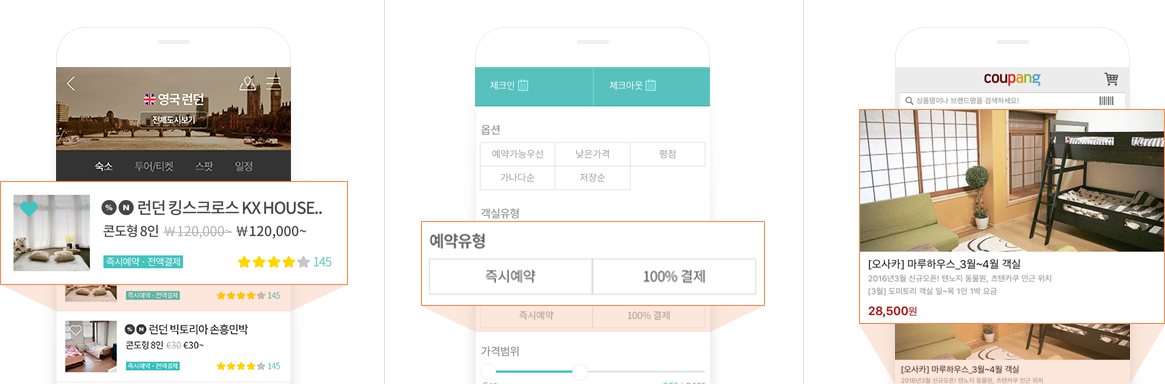 영국 런던
전체도시보기
숙소 투어/티켓 스팟 일정
% N 런던 킹스크로스 KX HOUSE..
콘도형 8인 ₩120,000~ ₩120,000~
즉시예약 · 전액결제 145
즉시예약 · 전액결제 145
% N 런던 빅토리아 손흥민박
콘도형 8인 €30 €30~
즉시예약 · 전액결제 145
체크인 체크아웃
옵션
예약가능우선 낮은가격 평점
가나다순 저장순
객실유형
예약유형
즉시예약 100% 결제
즉시예약 100% 결제
가격범위
coupang
상품명이나 브랜드명을 검색하세요!
[오사카] 마루하우스_3월~4월 객실
2016년 3월 신규오픈! 텐노지 동물원, 츠텐카쿠 인근 위치
[3월] 도미토리 객실 일~목 1인 1박 요금
28,500원
[오사카] 마루하우스_3월~4월 객실
2016년 3월 신규오픈! 텐노지 동물원, 츠텐카쿠 인근 위치